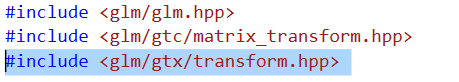 #include <glm/glm.hpp>
#include <glm/gtc/matrix_transform.hpp>
#include <glm/gtx/transform.hpp>